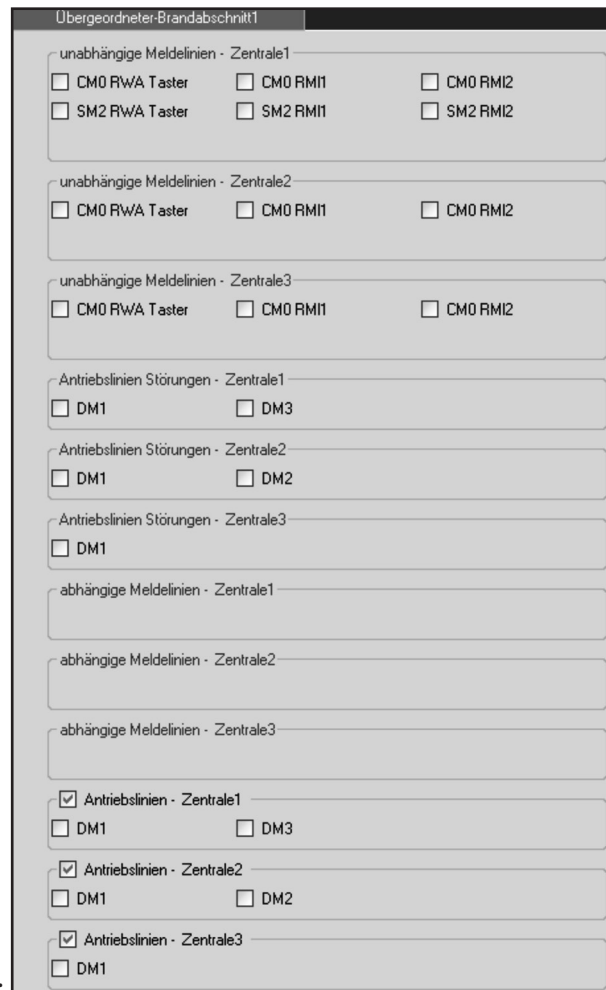 Übergeordneter-Brandabschnitt1
unabhängige Meldelinien - Zentrale1
CM0 RWA Taster CM0 RMI1 CM0 RMI2
SM2 RWA Taster SM2 RMI1 SM2 RMI2
unabhängige Meldelinien - Zentrale2
CM0 RWA Taster CM0 RMI1 CM0 RMI2
unabhängige Meldelinien - Zentrale3
CM0 RWA Taster CM0 RMI1 CM0 RMI2
Antriebslinien Störungen - Zentrale1
DM1 DM3
Antriebslinien Störungen - Zentrale2
DM1 DM2
Antriebslinien Störungen - Zentrale3
DM1
abhängige Meldelinien - Zentrale1
abhängige Meldelinien - Zentrale2
abhängige Meldelinien - Zentrale3
Antriebslinien - Zentrale1
DM1 DM3
Antriebslinien - Zentrale2
DM1 DM2
Antriebslinien - Zentrale3
DM1